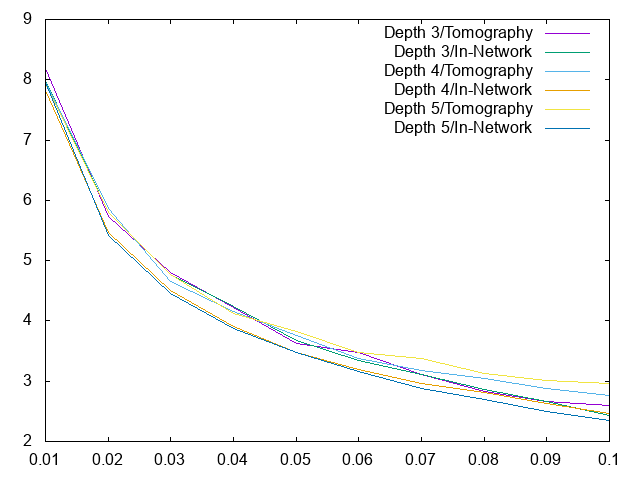 9
8
7
6
5
4
3
2
Depth 3/Tomography
Depth 3/In-Network
Depth 4/Tomography
Depth 4/In-Network
Depth 5/Tomography
Depth 5/In-Network
0.01 0.02 0.03 0.04 0.05 0.06 0.07 0.08 0.09 0.1